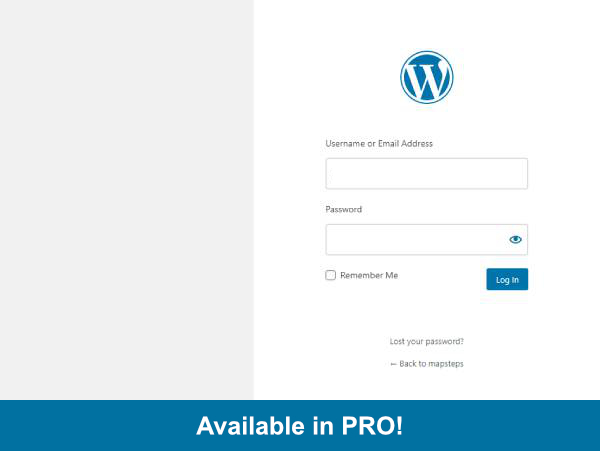 Username or Email Address
Password
Remember Me
Log In
Lost your password?
← Back to mapsteps
Available in PRO!